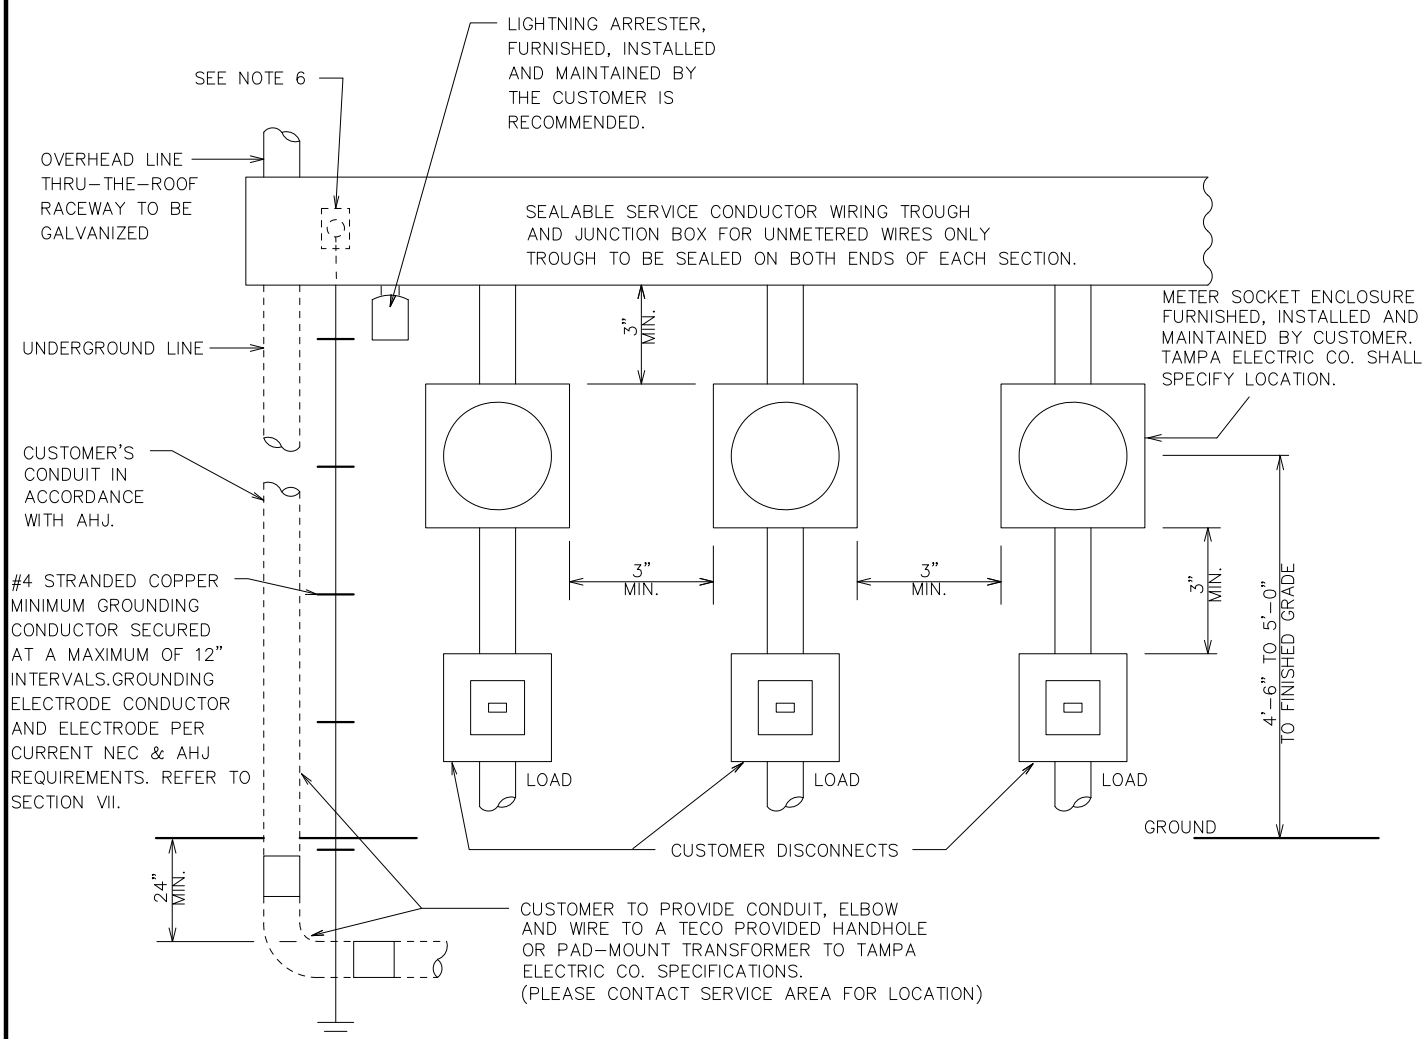 LIGHTNING ARRESTER,
FURNISHED, INSTALLED
AND MAINTAINED BY
THE CUSTOMER IS
RECOMMENDED.
SEE NOTE 6
OVERHEAD LINE
THRU-THE-ROOF
RACEWAY TO BE
GALVANIZED
SEALABLE SERVICE CONDUCTOR WIRING TROUGH
AND JUNCTION BOX FOR UNMETERED WIRES ONLY
TROUGH TO BE SEALED ON BOTH ENDS OF EACH SECTION.
METER SOCKET ENCLOSURE
FURNISHED, INSTALLED AND
MAINTAINED BY CUSTOMER.
TAMPA ELECTRIC CO. SHALL
SPECIFY LOCATION.
3"
MIN.
UNDERGROUND LINE
CUSTOMER'S
CONDUIT IN
ACCORDANCE
WITH AHJ.
#4 STRANDED COPPER
MINIMUM GROUNDING
CONDUCTOR SECURED
AT A MAXIMUM OF 12"
INTERVALS.GROUNDING
ELECTRODE CONDUCTOR
AND ELECTRODE PER
CURRENT NEC & AHJ
REQUIREMENTS. REFER TO
SECTION VII.
3"
MIN.
3"
MIN.
3"
MIN.
4'-6" TO 5'-0"
TO FINISHED GRADE
LOAD
LOAD
LOAD
GROUND
CUSTOMER DISCONNECTS
24"
MIN.
CUSTOMER TO PROVIDE CONDUIT, ELBOW
AND WIRE TO A TECO PROVIDED HANDHOLE
OR PAD-MOUNT TRANSFORMER TO TAMPA
ELECTRIC CO. SPECIFICATIONS.
(PLEASE CONTACT SERVICE AREA FOR LOCATION)